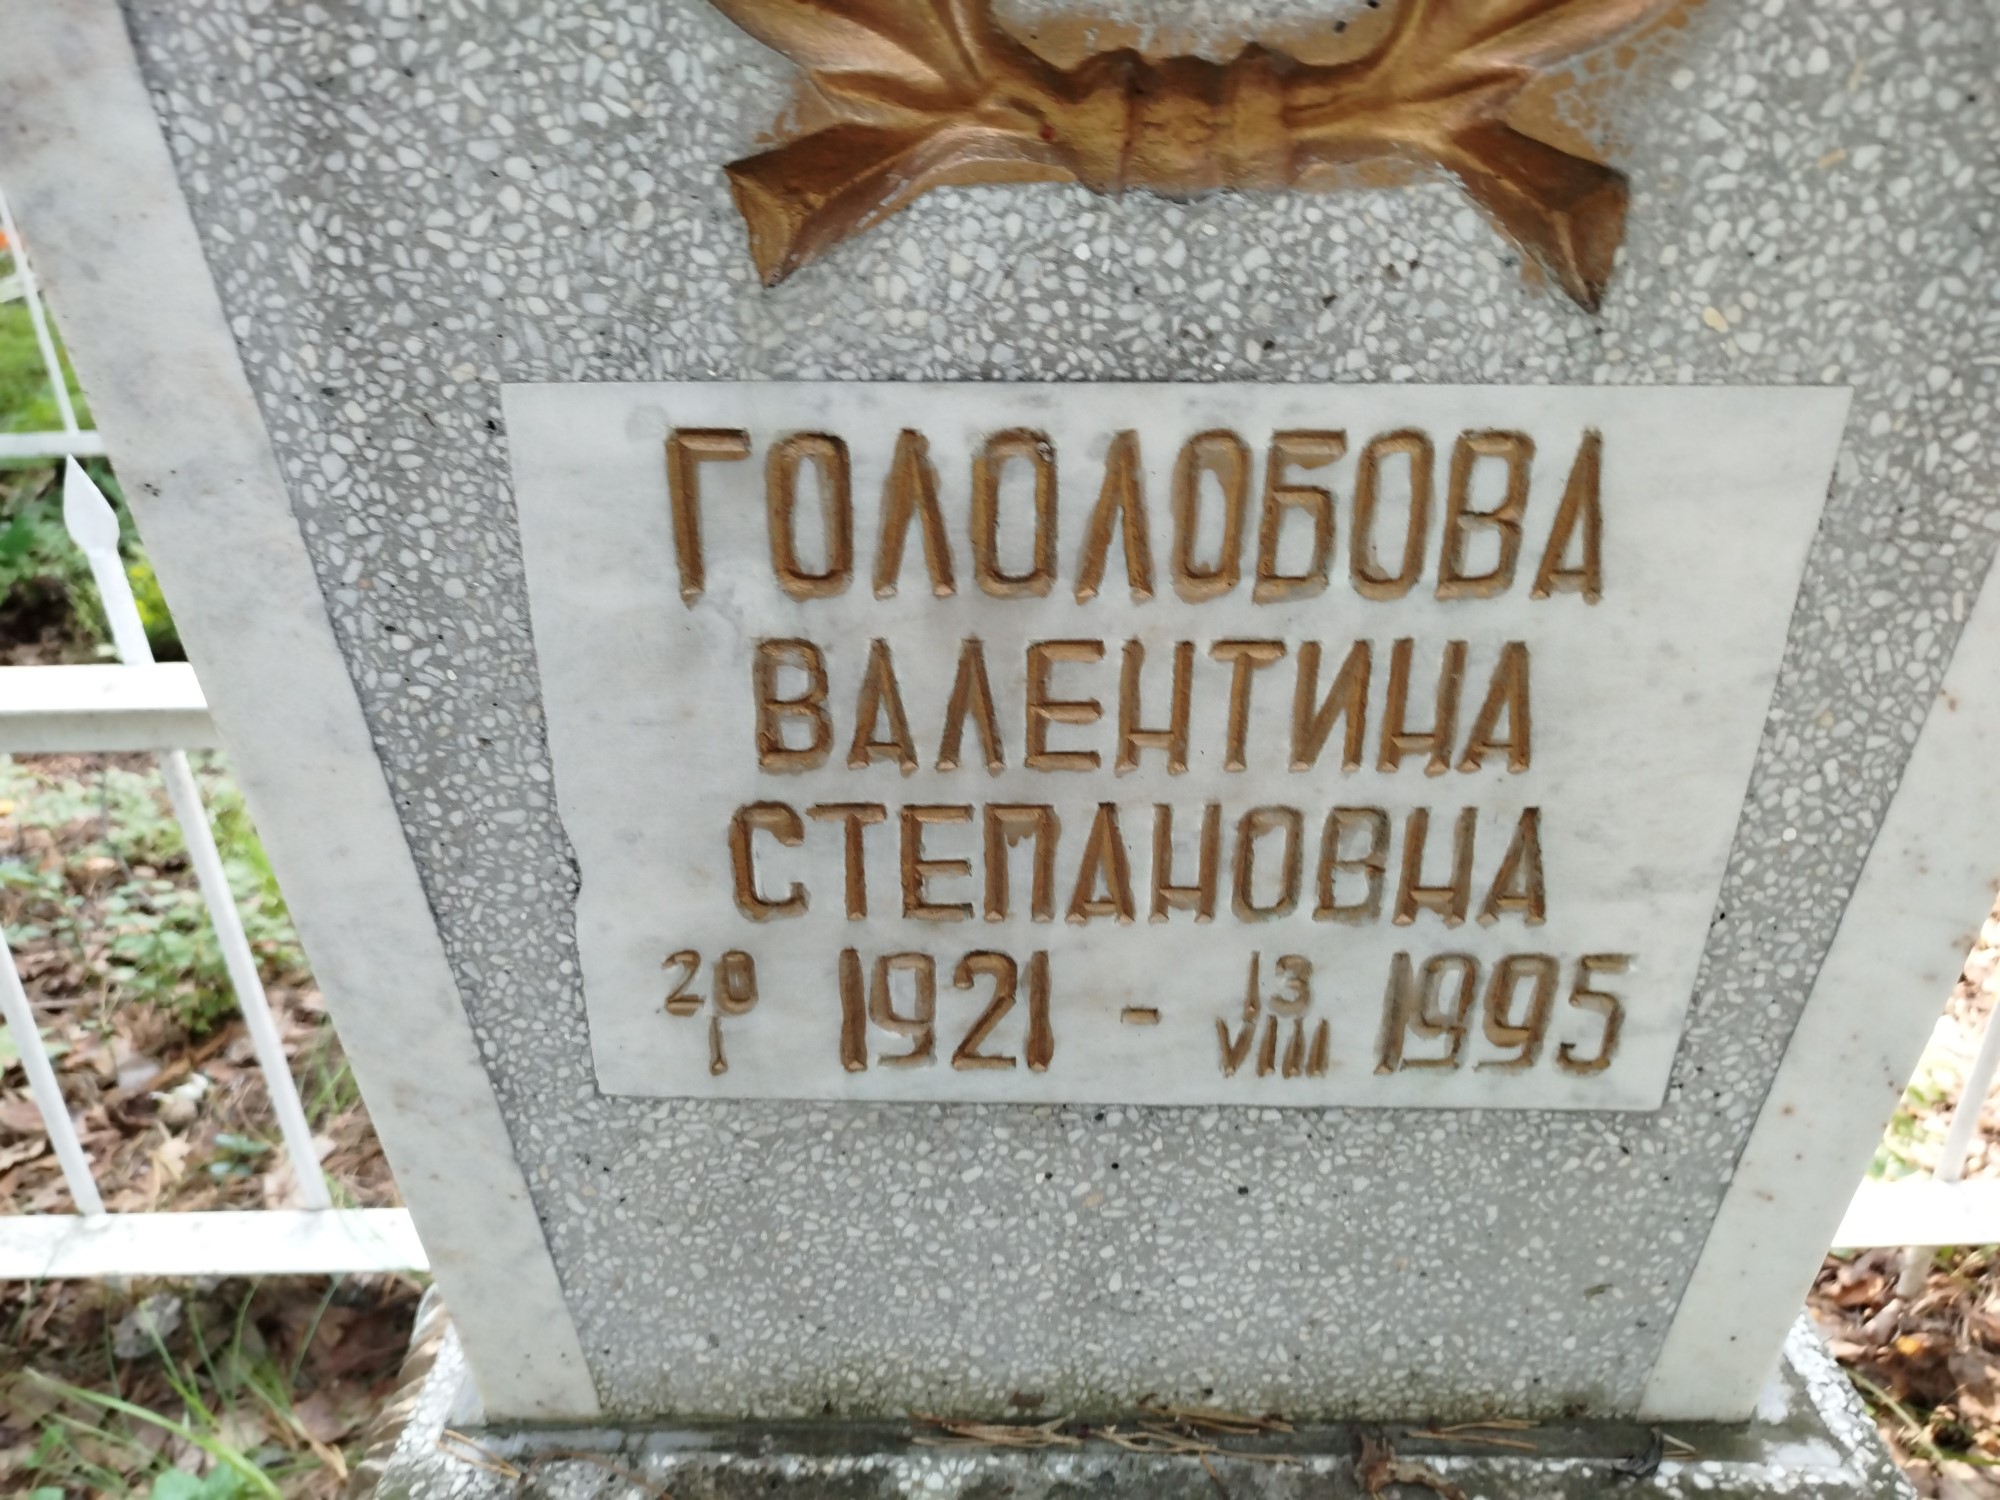 ГОЛОЛОБОВА
ВАЛЕНТИНА
СТЕПАНОВНА
20/I 1921 - 13/VIII 1995